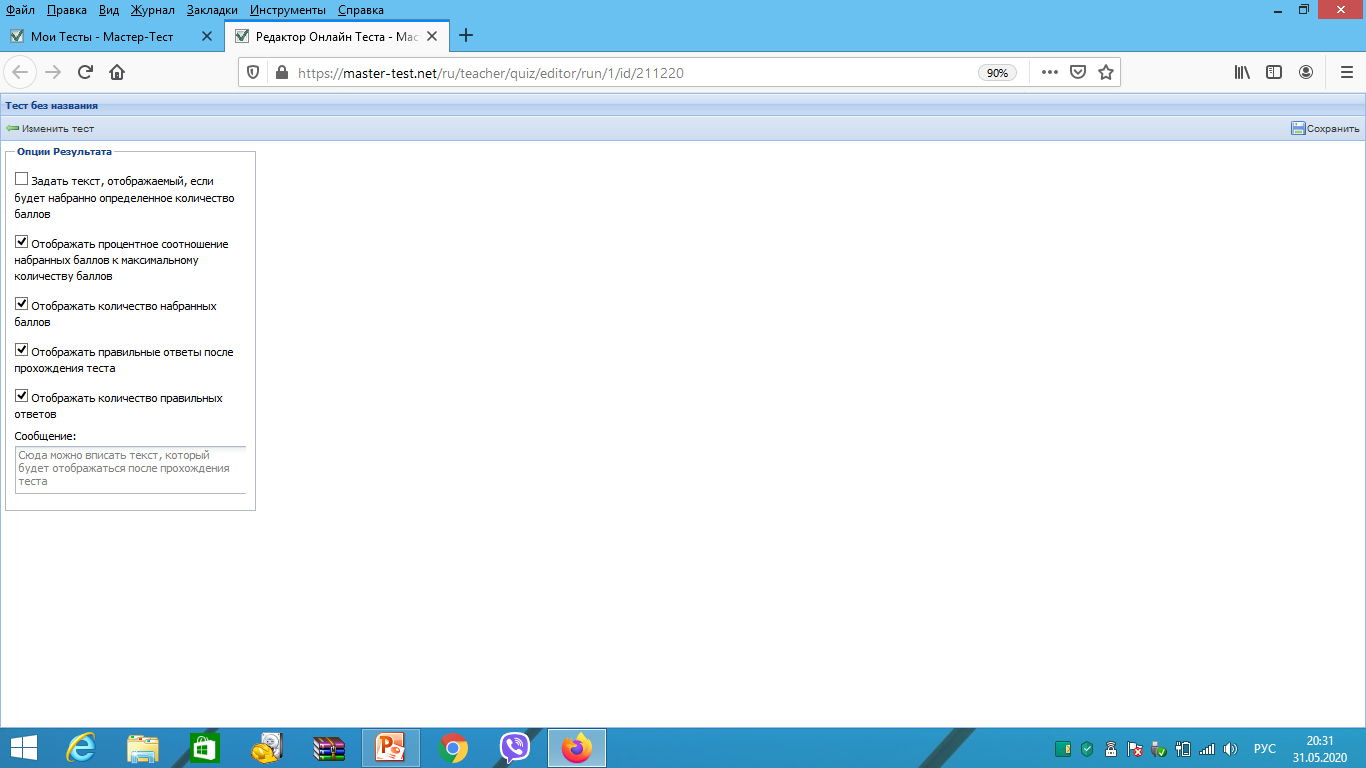 Файл Правка Вид Журнал Закладки Инструменты Справка
Мои Тесты - Мастер-Тест
Редактор Онлайн Теста - Мас
https://master-test.net/ru/teacher/quiz/editor/run/1/id/211220
90%
Тест без названия
Изменить тест
Сохранить
Опции Результата
Задать текст, отображаемый, если
будет набранно определенное количество
баллов
Отображать процентное соотношение
набранных баллов к максимальному
количеству баллов
Отображать количество набранных
баллов
Отображать правильные ответы после
прохождения теста
Отображать количество правильных
ответов
Сообщение:
Сюда можно вписать текст, который
будет отображаться после прохождения
теста
РУС
20:31
31.05.2020